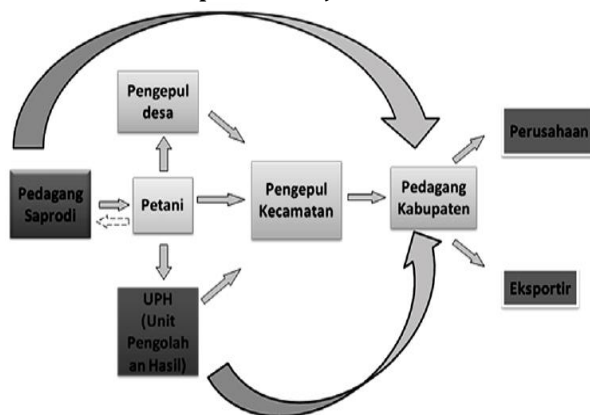 Pengepul
desa
Perusahaan
Pedagang
Saprodi
Petani
Pengepul
Kecamatan
Pedagang
Kabupaten
UPH
(Unit
Pengolah
an Hasil)
Eksportir